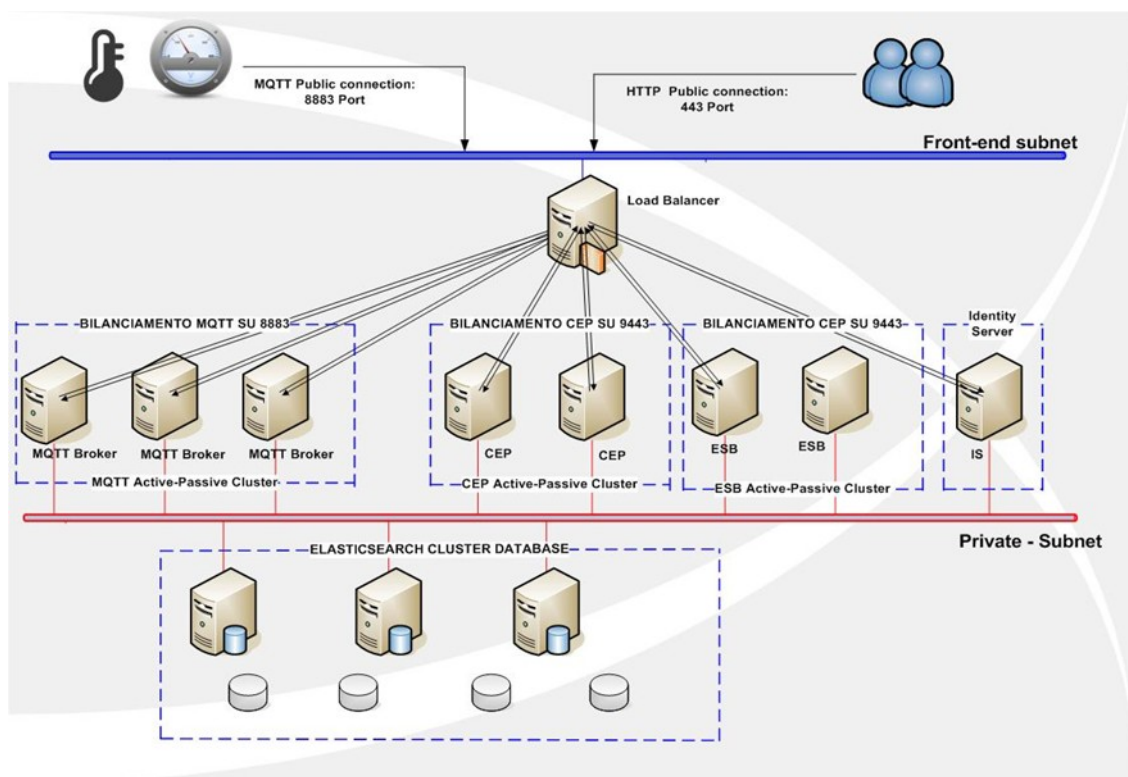 MQTT Public connection:
8883 Port
HTTP Public connection:
443 Port
Front-end subnet
Load Balancer
BILANCIAMENTO MQTT SU 8883
BILANCIAMENTO CEP SU 9443
BILANCIAMENTO CEP SU 9443
Identity
Server
MQTT Broker
MQTT Broker
MQTT Broker
CEP
CEP
ESB
ESB
IS
MQTT Active-Passive Cluster
CEP Active-Passive Cluster
ESB Active-Passive Cluster
Private - Subnet
ELASTICSEARCH CLUSTER DATABASE